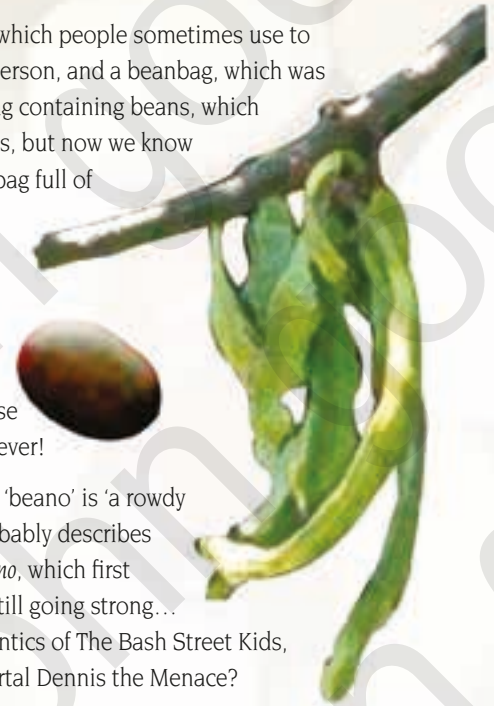 which people sometimes use to
erson, and a beanbag, which was
g containing beans, which
s, but now we know
bag full of
se
ever!
'beano' is 'a rowdy
bably describes
no, which first
till going strong…
ntics of The Bash Street Kids,
rtal Dennis the Menace?